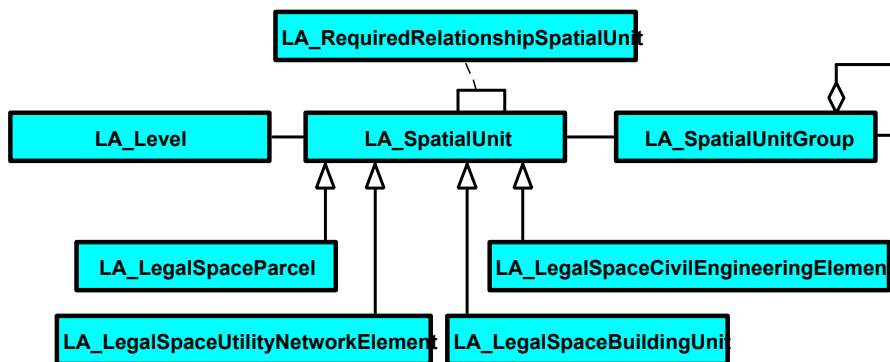 LA_RequiredRelationshipSpatialUnit
LA_Level
LA_SpatialUnit
LA_SpatialUnitGroup
LA_LegalSpaceParcel
LA_LegalSpaceCivilEngineeringElemen
LA_LegalSpaceUtilityNetworkElement
LA_LegalSpaceBuildingUnit